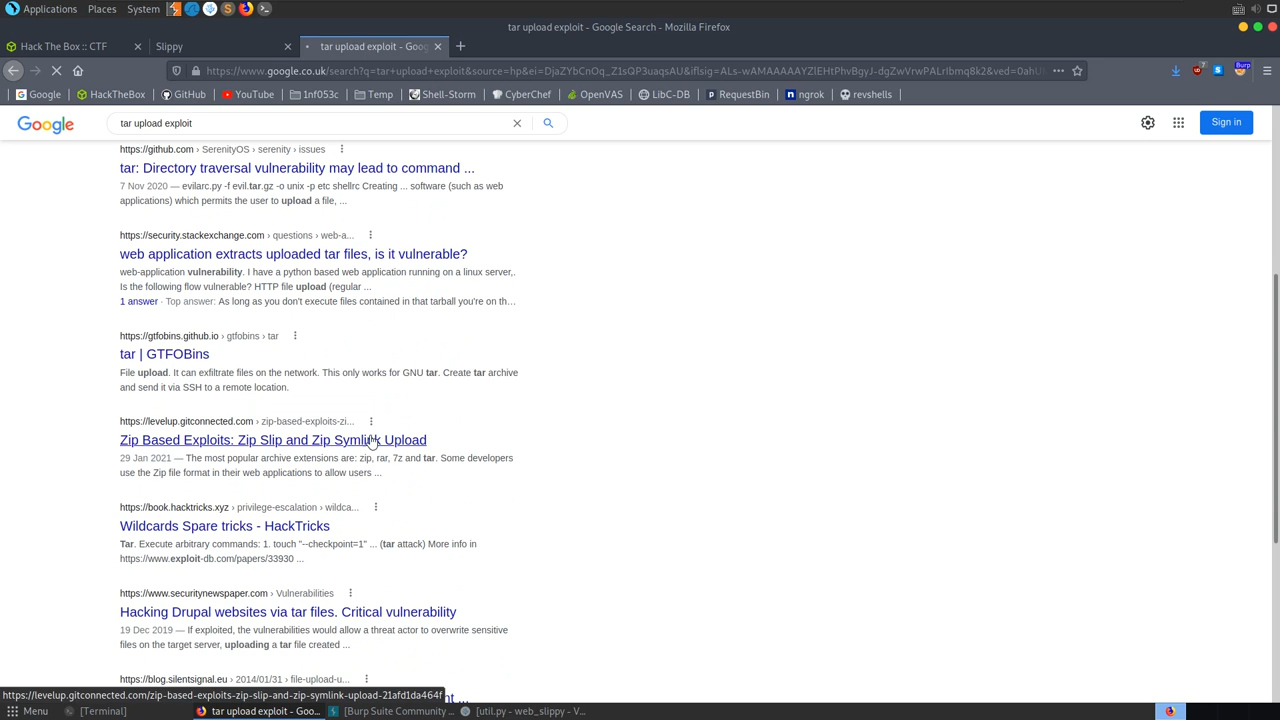 Applications Places
tar upload exploit - Google Search - Mozilla Firefox
Hack The Box :: CTF
Slippy
tar upload exploit - Goog
https://www.google.co.uk/search?q=tar+upload+exploit&source=hp&ei=DjaZYbCnOq_Z1sQP3uaqsAU&iflsig=ALs-wAMAAAAAYZlEHtPhvBgyJ-dgZwVrwPALrlbmq8k2&ved=0ahU
Burp
Google
HackTheBox
GitHub
YouTube
1nf053c
Temp
Shell-Storm
CyberChef
OpenVAS
LibC-DB
RequestBin
ngrok
revshells
Google
tar upload exploit
Sign in
https://github.com › SerenityOS › serenity › issues
tar: Directory traversal vulnerability may lead to command ...
7 Nov 2020 — evilarc.py -f evil.tar.gz -o unix -p etc shellrc Creating ... software (such as web
applications) which permits the user to upload a file, ...
https://security.stackexchange.com › questions › web-a...
web application extracts uploaded tar files, is it vulnerable?
web-application vulnerability. I have a python based web application running on a linux server,.
Is the following flow vulnerable? HTTP file upload (regular ...
1 answer · Top answer: As long as you don't execute files contained in that tarball you're on th...
https://gtfobins.github.io › gtfobins › tar
tar | GTFOBins
File upload. It can exfiltrate files on the network. This only works for GNU tar. Create tar archive
and send it via SSH to a remote location.
https://levelup.gitconnected.com › zip-based-exploits-zi...
Zip Based Exploits: Zip Slip and Zip Symlink Upload
29 Jan 2021 — The most popular archive extensions are: zip, rar, 7z and tar. Some developers
use the Zip file format in their web applications to allow users ...
https://book.hacktricks.xyz › privilege-escalation › wildca...
Wildcards Spare tricks - HackTricks
Tar. Execute arbitrary commands: 1. touch "--checkpoint=1" ... (tar attack) More info in
https://www.exploit-db.com/papers/33930 ...
https://www.securitynewspaper.com › Vulnerabilities
Hacking Drupal websites via tar files. Critical vulnerability
19 Dec 2019 — If exploited, the vulnerabilities would allow a threat actor to overwrite sensitive
files on the target server, uploading a tar file created ...
https://blog.silentsignal.eu › 2014/01/31 › file-upload-u...
https://levelup.gitconnected.com/zip-based-exploits-zip-slip-and-zip-symlink-upload-21afd1da464f
Menu
[Terminal]
tar upload exploit - Goo...
[Burp Suite Community ...
[util.py - web_slippy - V...